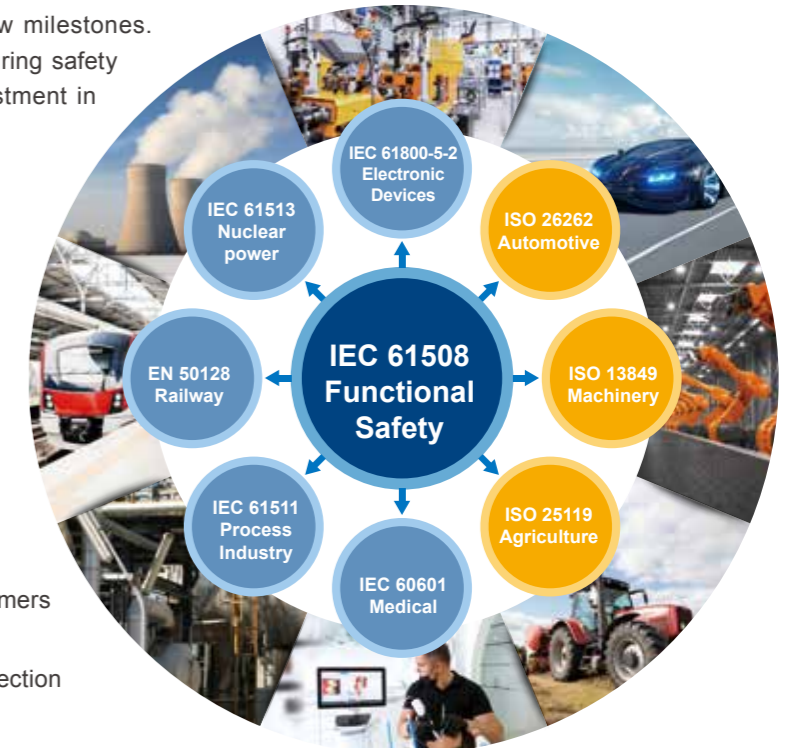 w milestones.
ring safety
stment in
IEC 61800-5-2
Electronic
Devices
IEC 61513
Nuclear
power
ISO 26262
Automotive
EN 50128
Railway
IEC 61508
Functional
Safety
ISO 13849
Machinery
IEC 61511
Process
Industry
ISO 25119
Agriculture
IEC 60601
Medical
mers
ection